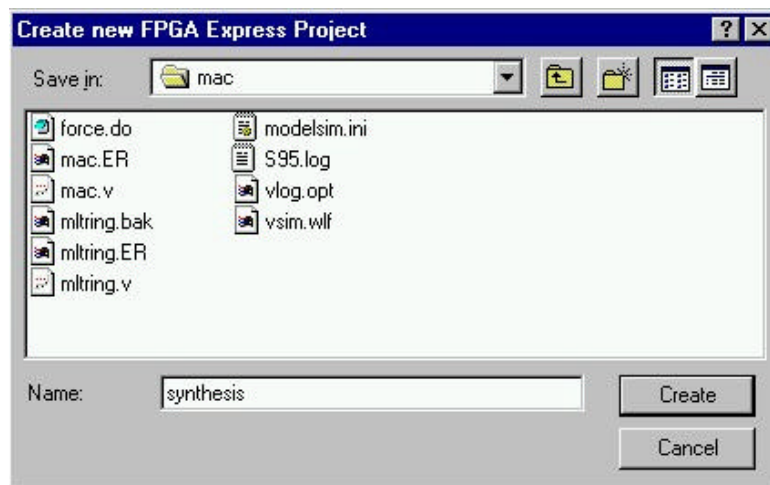 Create new FPGA Express Project
Save in: mac
force.do
mac.ER
mac.v
mltring.bak
mltring.ER
mltring.v
modelsim.ini
S95.log
vlog.opt
vsim.wlf
Name: synthesis
Create
Cancel